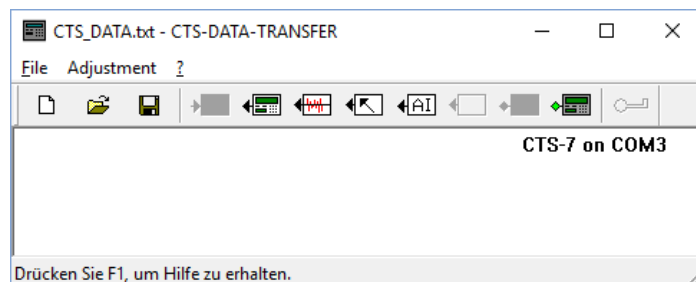 CTS_DATA.txt - CTS-DATA-TRANSFER
File Adjustment ?
AI
CTS-7 on COM3
Drücken Sie F1, um Hilfe zu erhalten.